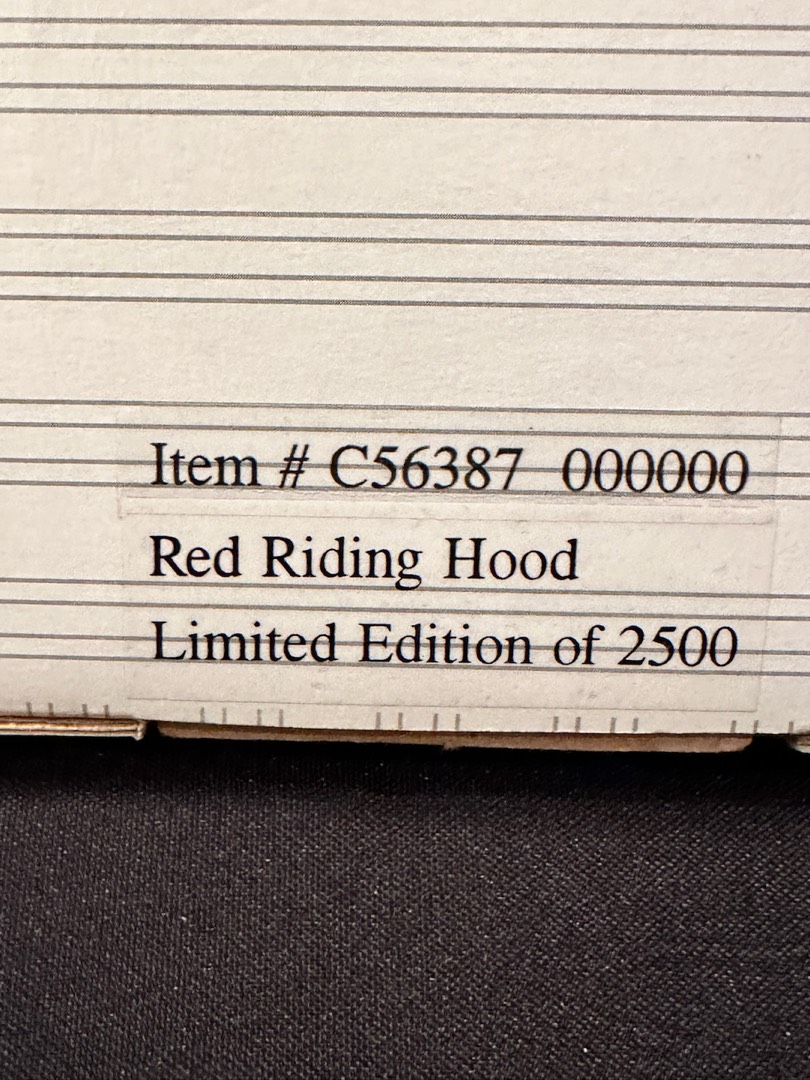 Item # C56387 000000
Red Riding Hood
Limited Edition of 2500